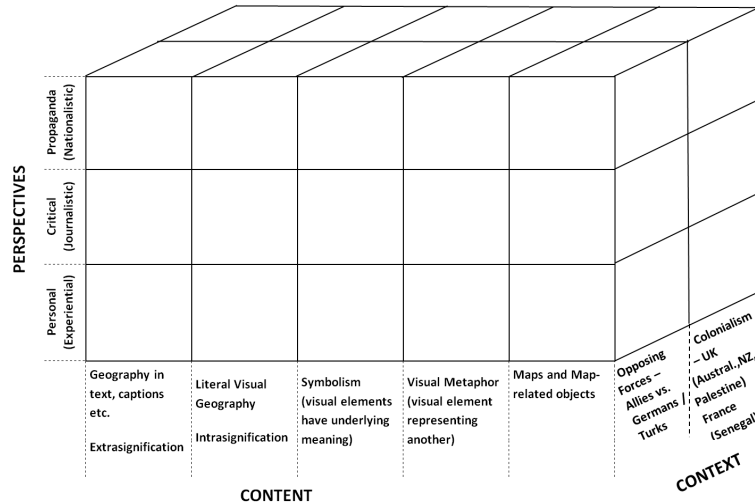 PERSPECTIVES
Propaganda
(Nationalistic)
Critical
(Journalistic)
Personal
(Experiential)
Geography in
text, captions
etc.
Extrasignification
Literal Visual
Geography
Intrasignification
Symbolism
(visual elements
have underlying
meaning)
Visual Metaphor
(visual element
representing
another)
Maps and Map-
related objects
Opposing
Forces –
Allies vs.
Germans /
Turks
Colonialism
– UK
(Austral.,NZ,
Palestine)
France
(Senegal)
CONTENT
CONTEXT